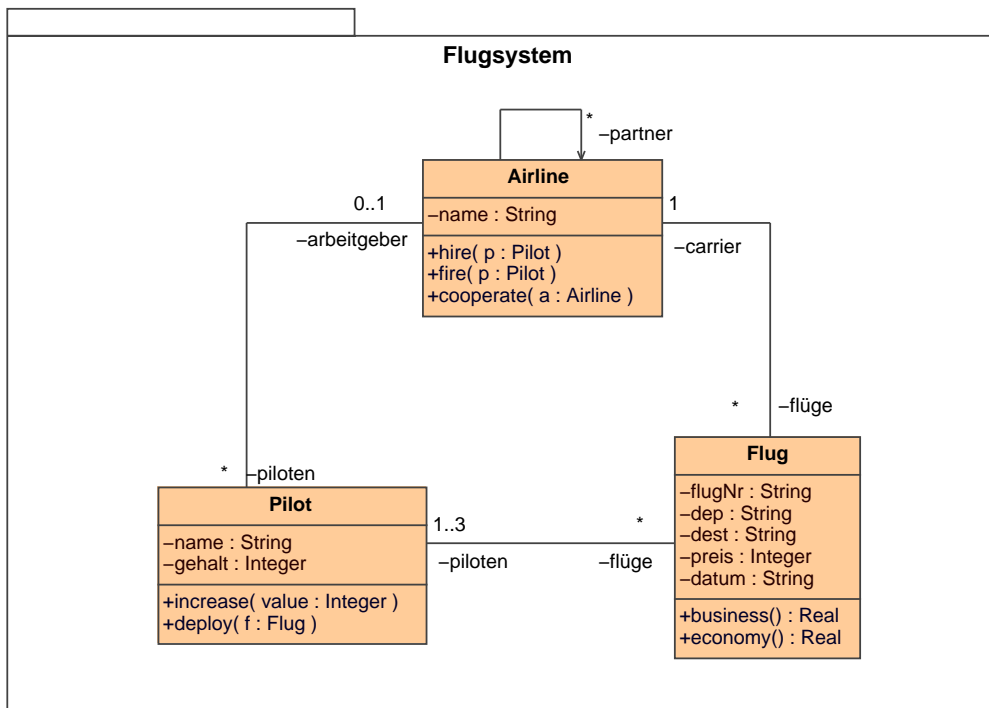 Flugsystem
*
–partner
Airline
–name : String
+hire( p : Pilot )
+fire( p : Pilot )
+cooperate( a : Airline )
0..1
–arbeitgeber
1
–carrier
*
–flüge
*
–piloten
Pilot
–name : String
–gehalt : Integer
+increase( value : Integer )
+deploy( f : Flug )
1..3
–piloten
*
–flüge
Flug
–flugNr : String
–dep : String
–dest : String
–preis : Integer
–datum : String
+business() : Real
+economy() : Real